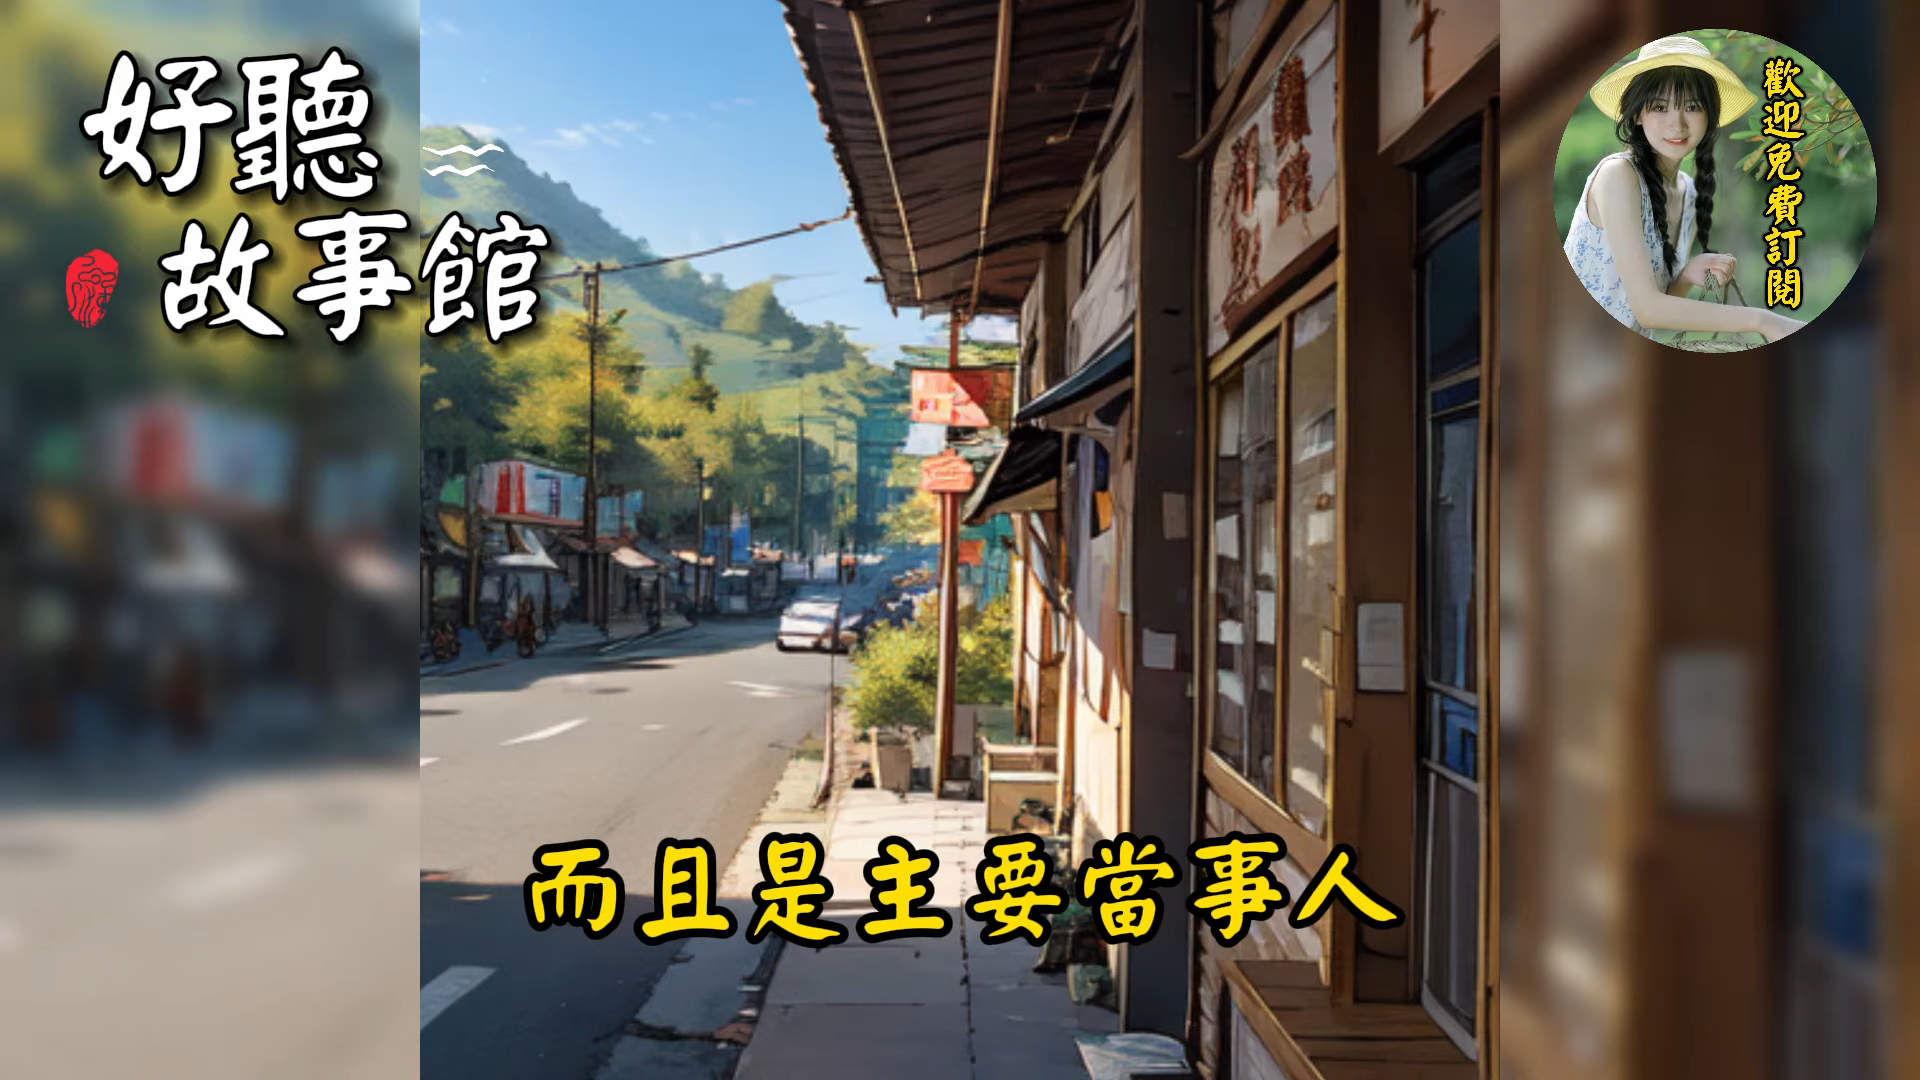 好聽
故事館
歡迎免費訂閱
而且是主要當事人